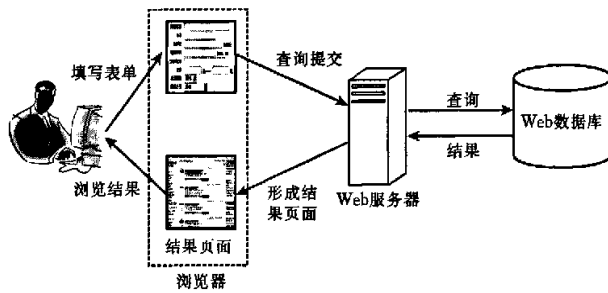 填写表单
查询提交
查询
Web数据库
结果
浏览结果
形成结
果页面
Web服务器
结果页面
浏览器